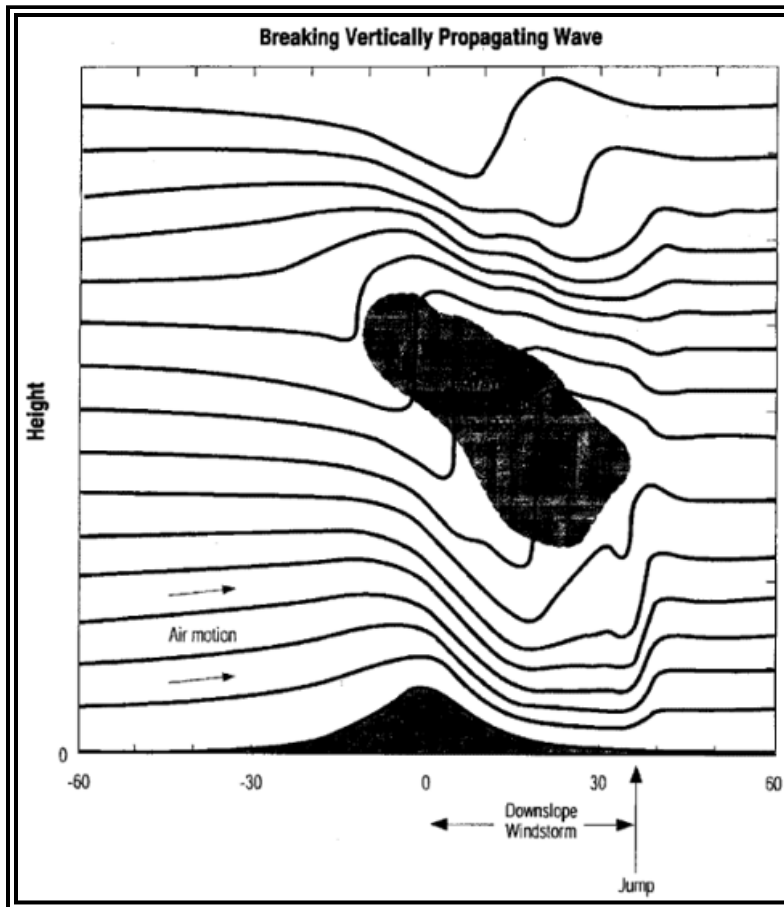 Breaking Vertically Propagating Wave
Height
Air motion
0
-60
-30
0
30
60
Downslope
Windstorm
Jump